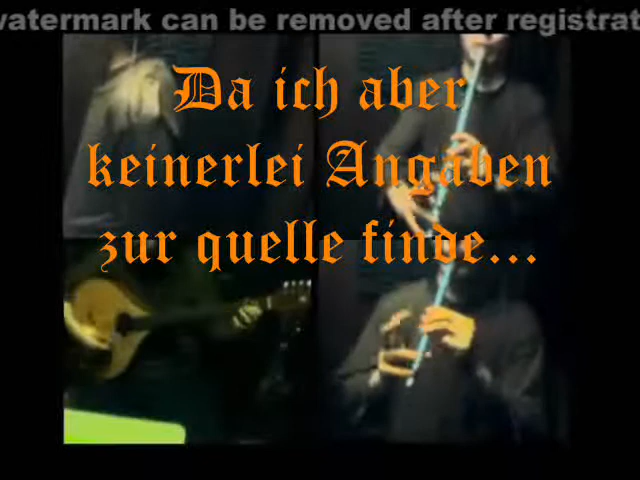 watermark can be removed after registrat
Da ich aber
keinerlei Angaben
zur quelle finde...